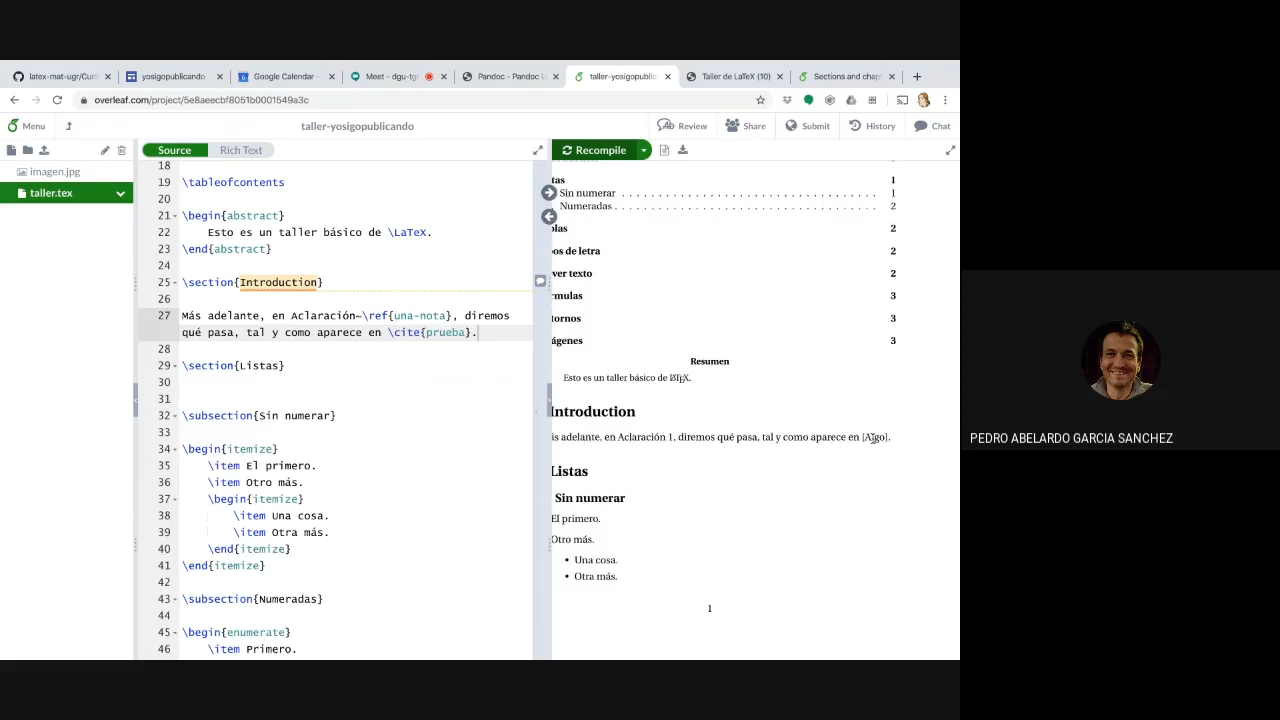 latex-mat-ugr/Cur
yosigopublicando
Google Calendar -
Meet - dgu-tgr
Pandoc - Pandoc U
taller-yosigopublic
Taller de LaTeX (10)
Sections and chap
overleaf.com/project/5e8aeecbf8051b0001549a3c
Menu
taller-yosigopublicando
Review
Share
Submit
History
Chat
Source
Rich Text
Recompile
imagen.jpg
taller.tex
18
19 \tableofcontents
20
21 \begin{abstract}
22 Esto es un taller básico de \LaTeX.
23 \end{abstract}
24
25 \section{Introduction}
26
27 Más adelante, en Aclaración~\ref{una-nota}, diremos
qué pasa, tal y como aparece en \cite{prueba}.
28
29 \section{Listas}
30
31
32 \subsection{Sin numerar}
33
34 \begin{itemize}
35 \item El primero.
36 \item Otro más.
37 \begin{itemize}
38 \item Una cosa.
39 \item Otra más.
40 \end{itemize}
41 \end{itemize}
42
43 \subsection{Numeradas}
44
45 \begin{enumerate}
46 \item Primero.
tas 1
Sin numerar . . . . . . . . . . . . . . . . . . . . . . . . . . . . 1
Numeradas . . . . . . . . . . . . . . . . . . . . . . . . . . . . 2
blas 2
os de letra 2
ver texto 2
rmulas 3
tornos 3
ágenes 3
Resumen
Esto es un taller básico de LATEX.
Introduction
ás adelante, en Aclaración 1, diremos qué pasa, tal y como aparece en [Algo].
Listas
Sin numerar
El primero.
Otro más.
• Una cosa.
• Otra más.
1
PEDRO ABELARDO GARCIA SANCHEZ